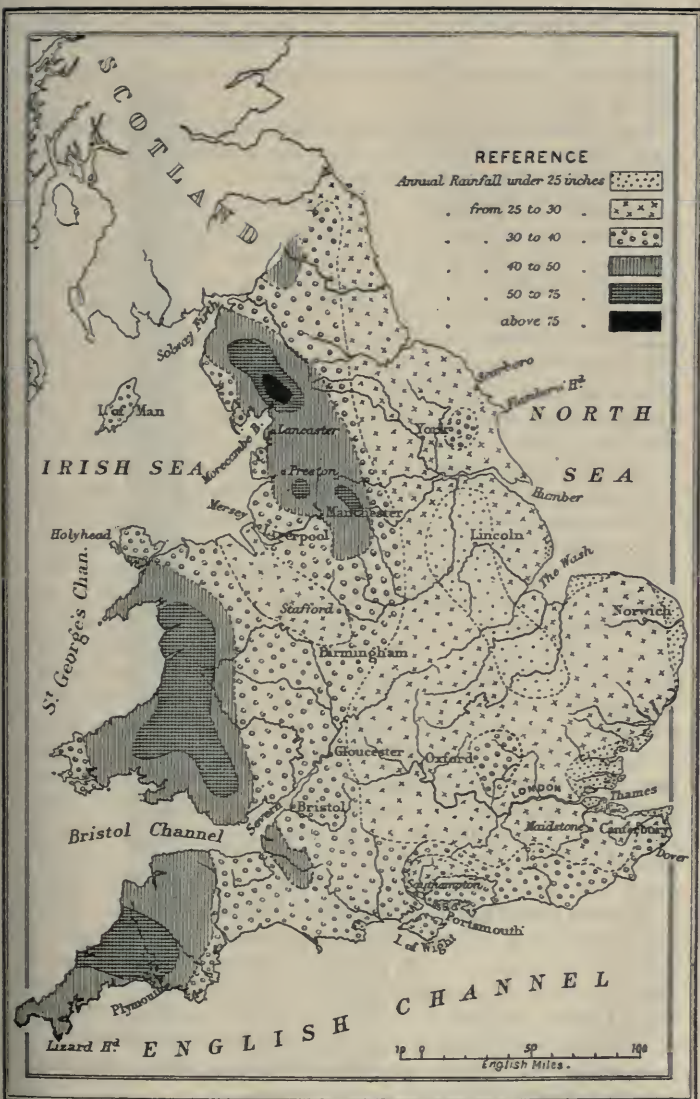 SCOTLAND
REFERENCE
Annual Rainfall under 25 inches
" from 25 to 30 "
" " 30 to 40 "
" " 40 to 50 "
" " 50 to 75 "
" above 75 "
Solway Firth
Scarboro
Flamboro' Hd.
I. of Man
Lancaster
York
NORTH
SEA
IRISH SEA
Morecambe B.
Preston
Humber
Mersey
Manchester
Liverpool
Lincoln
Holyhead
The Wash
St. George's Chan.
Stafford
Norwich
Birmingham
Gloucester
Oxford
LONDON
Thames
Severn
Bristol
Bristol Channel
Maidstone
Canterbury
Dover
Southampton
Portsmouth
I. of Wight
Plymouth
Lizard Hd.
ENGLISH CHANNEL
10 0 50 100
English Miles.